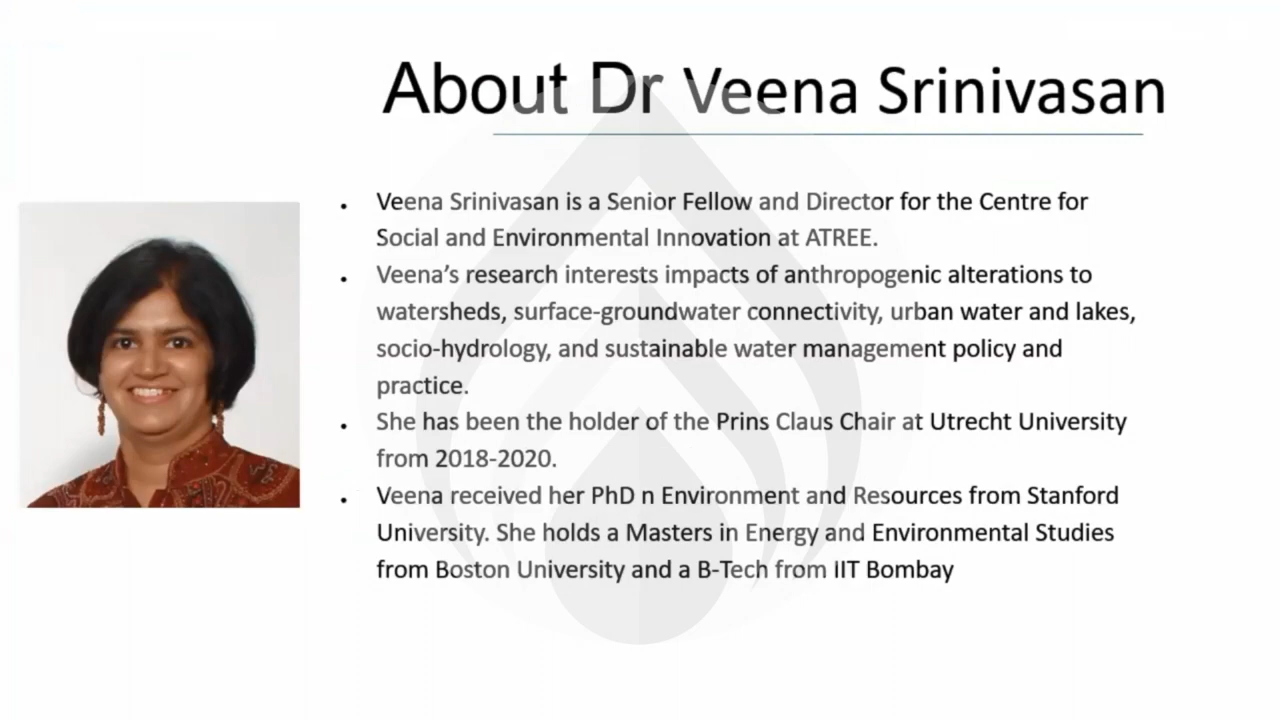 About Dr Veena Srinivasan
• Veena Srinivasan is a Senior Fellow and Director for the Centre for
Social and Environmental Innovation at ATREE.
• Veena's research interests impacts of anthropogenic alterations to
watersheds, surface-groundwater connectivity, urban water and lakes,
socio-hydrology, and sustainable water management policy and
practice.
• She has been the holder of the Prins Claus Chair at Utrecht University
from 2018-2020.
• Veena received her PhD n Environment and Resources from Stanford
University. She holds a Masters in Energy and Environmental Studies
from Boston University and a B-Tech from IIT Bombay